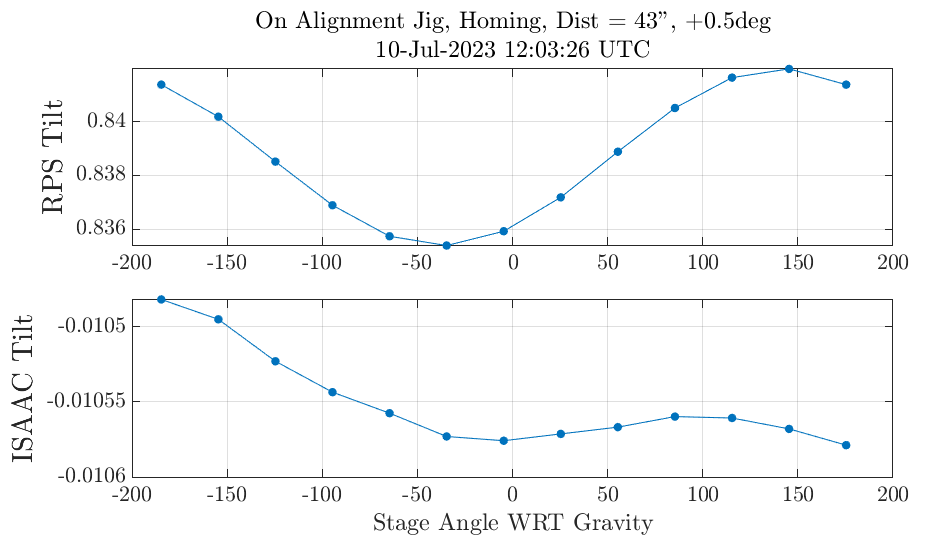 On Alignment Jig, Homing, Dist = 43”, +0.5deg
10-Jul-2023 12:03:26 UTC
RPS Tilt
0.84
0.838
0.836
-200 -150 -100 -50 0 50 100 150 200
ISAAC Tilt
-0.0105
-0.01055
-0.0106
-200 -150 -100 -50 0 50 100 150 200
Stage Angle WRT Gravity